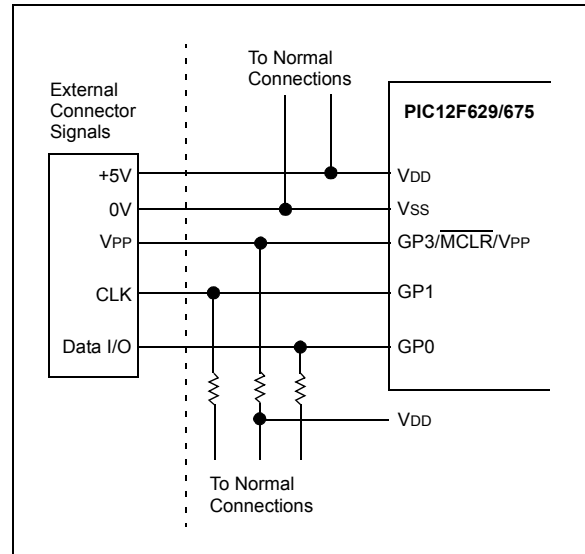 To Normal
Connections
External
Connector
Signals
PIC12F629/675
+5V
VDD
0V
VSS
VPP
GP3/MCLR/VPP
CLK
GP1
Data I/O
GP0
VDD
To Normal
Connections